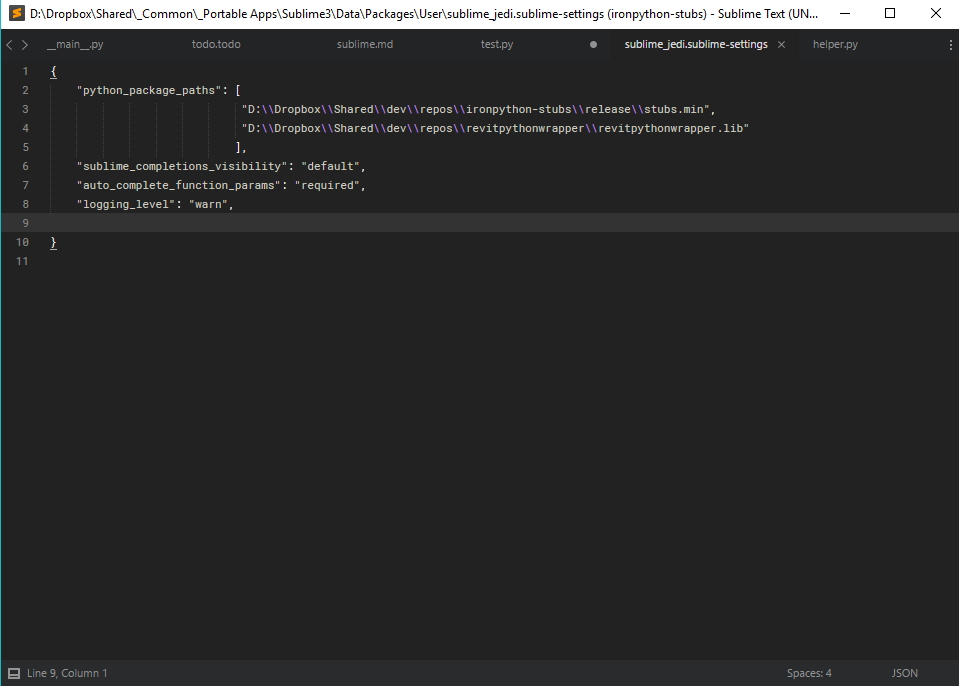 D:\Dropbox\Shared\_Common\_Portable Apps\Sublime3\Data\Packages\User\sublime_jedi.sublime-settings (ironpython-stubs) - Sublime Text (UN...
__main__.py todo.todo sublime.md test.py sublime_jedi.sublime-settings helper.py
1 {
2 "python_package_paths": [
3 "D:\\Dropbox\\Shared\\dev\\repos\\ironpython-stubs\\release\\stubs.min",
4 "D:\\Dropbox\\Shared\\dev\\repos\\revitpythonwrapper\\revitpythonwrapper.lib"
5 ],
6 "sublime_completions_visibility": "default",
7 "auto_complete_function_params": "required",
8 "logging_level": "warn",
9
10 }
11
Line 9, Column 1 Spaces: 4 JSON